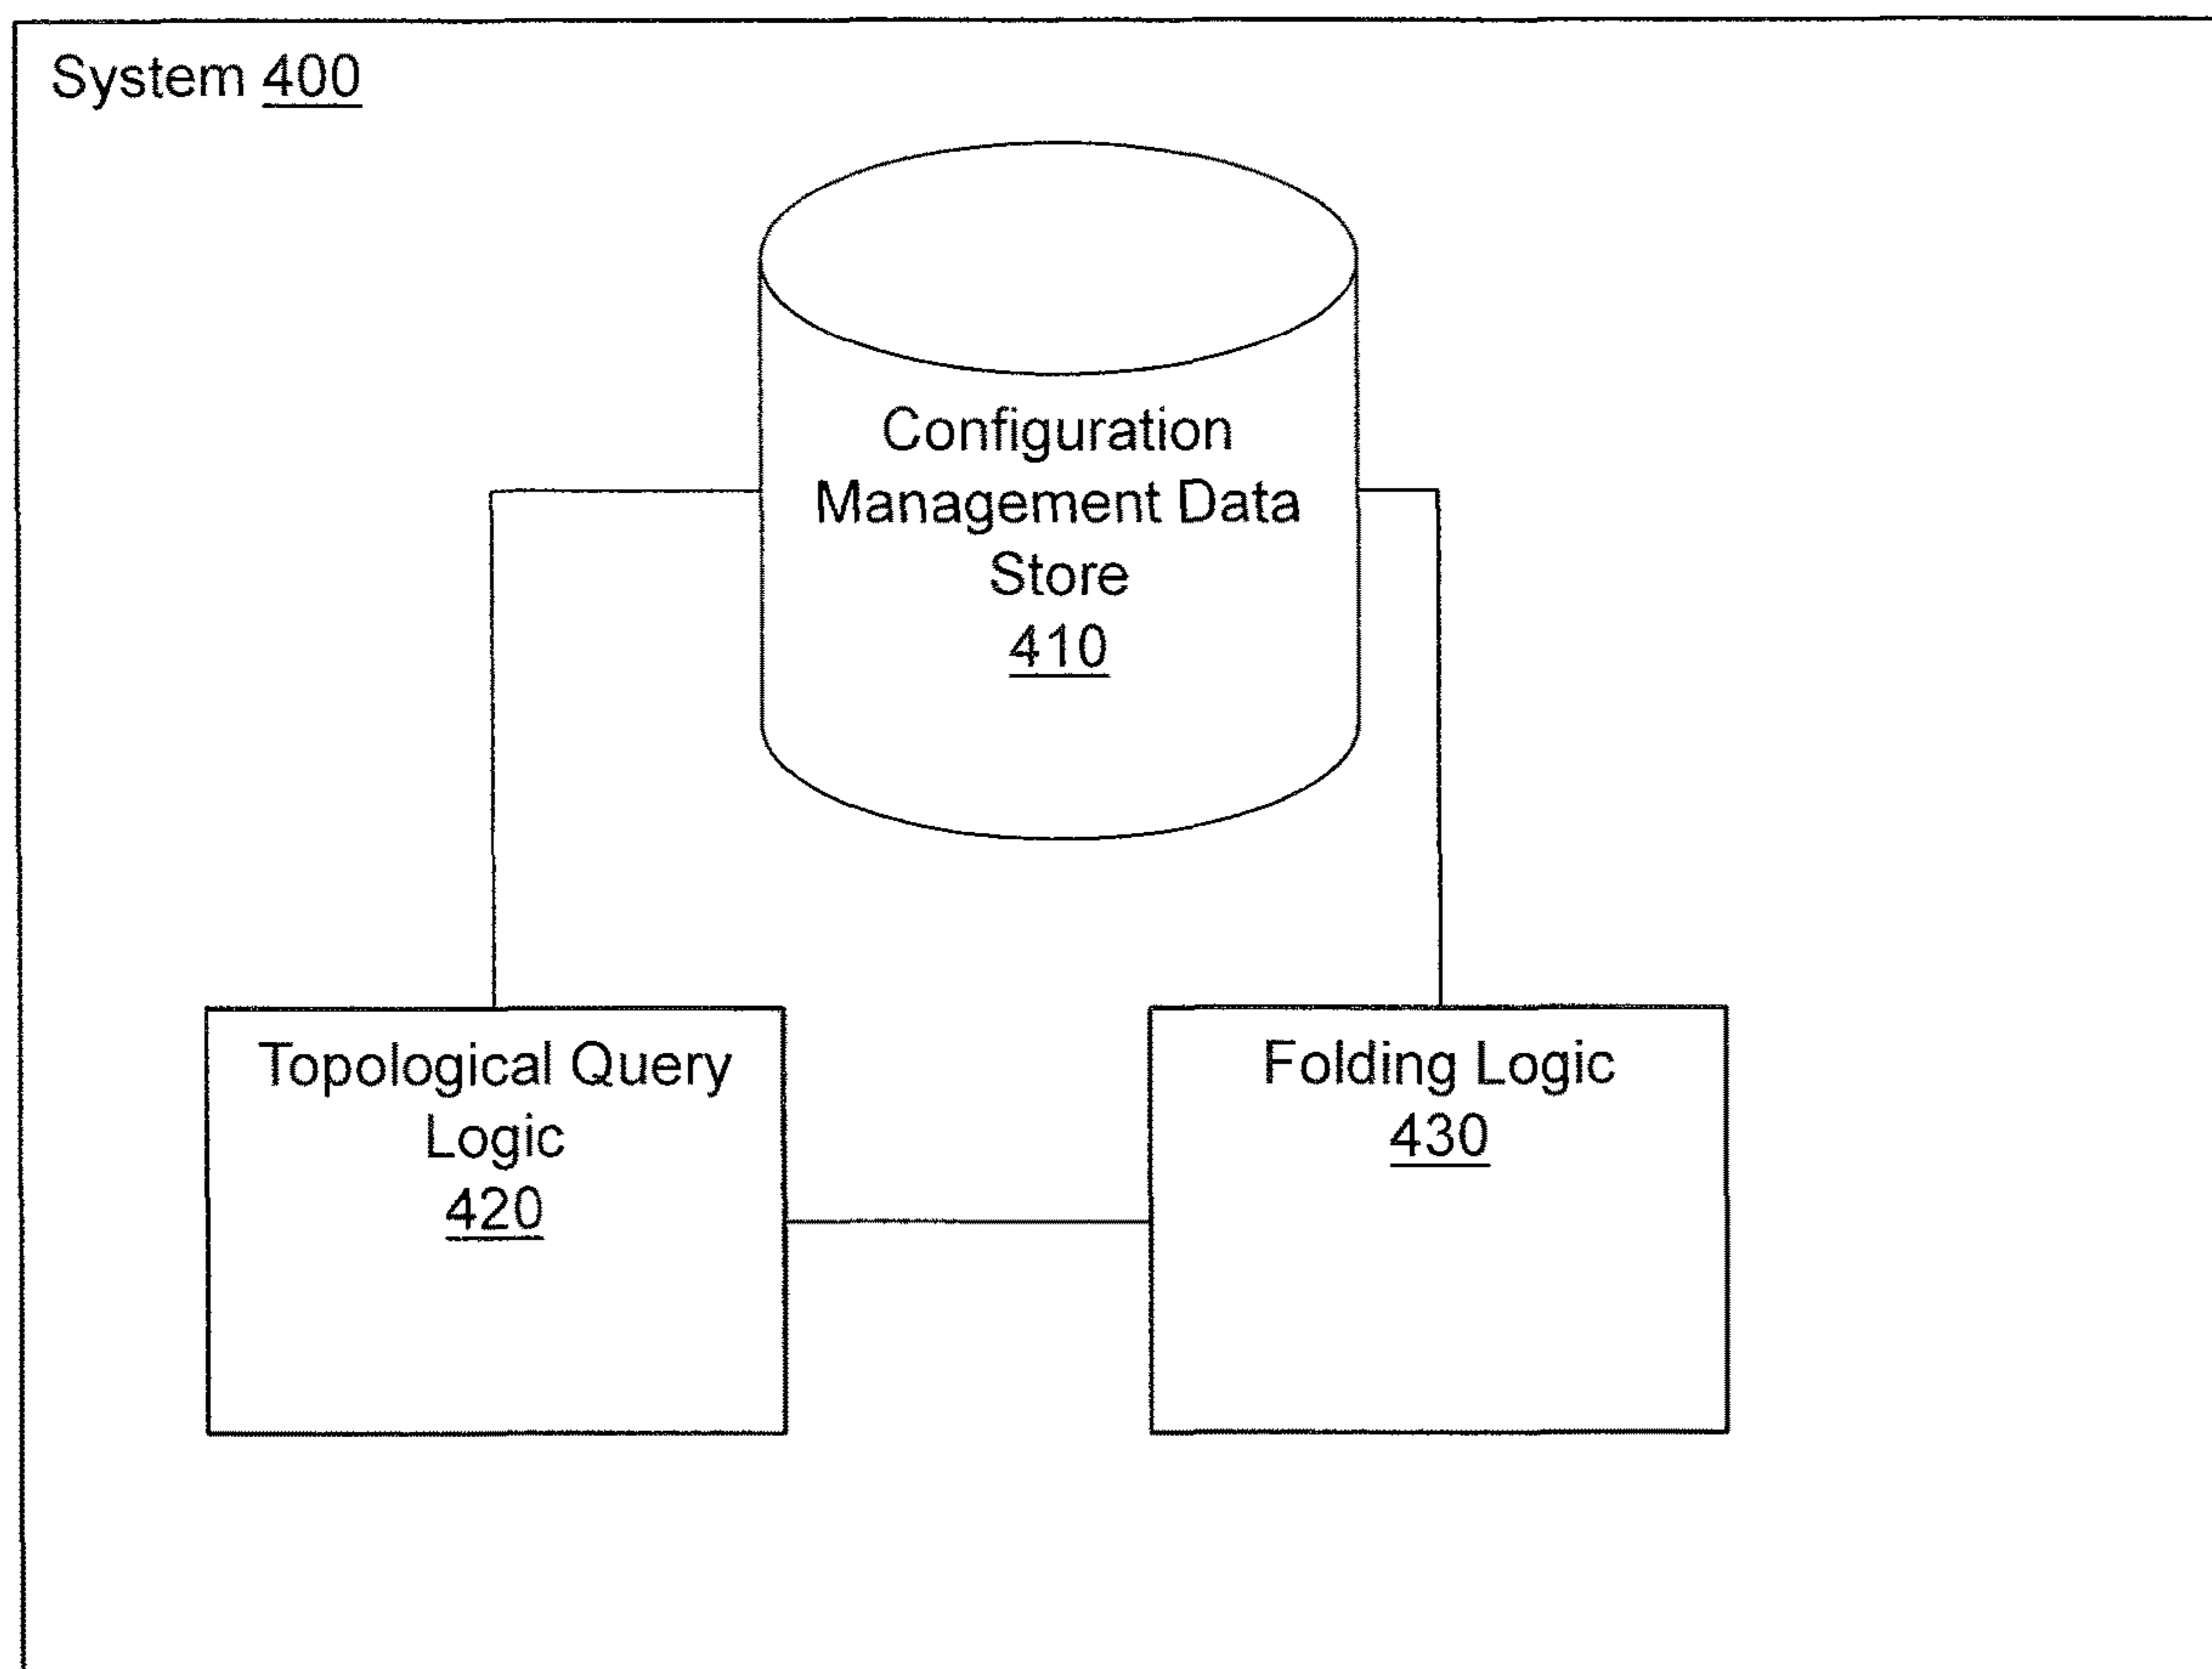 System 400
Configuration
Management Data
Store
410
Topological Query
Logic
420
Folding Logic
430